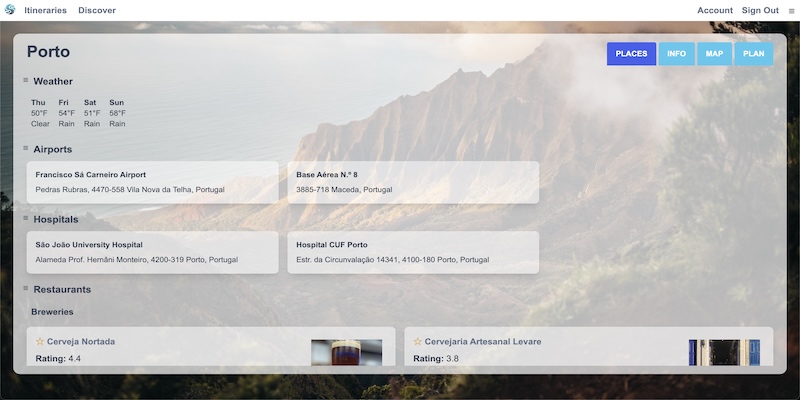 Itineraries Discover Account Sign Out
Porto PLACES INFO MAP PLAN
Weather
Thu Fri Sat Sun
50°F 54°F 51°F 58°F
Clear Rain Rain Rain
Airports
Francisco Sá Carneiro Airport Base Aérea N.º 8
Pedras Rubras, 4470-558 Vila Nova da Telha, Portugal 3885-718 Maceda, Portugal
Hospitals
São João University Hospital Hospital CUF Porto
Alameda Prof. Hernâni Monteiro, 4200-319 Porto, Portugal Estr. da Circunvalação 14341, 4100-180 Porto, Portugal
Restaurants
Breweries
☆ Cerveja Nortada ☆ Cervejaria Artesanal Levare
Rating: 4.4 Rating: 3.8